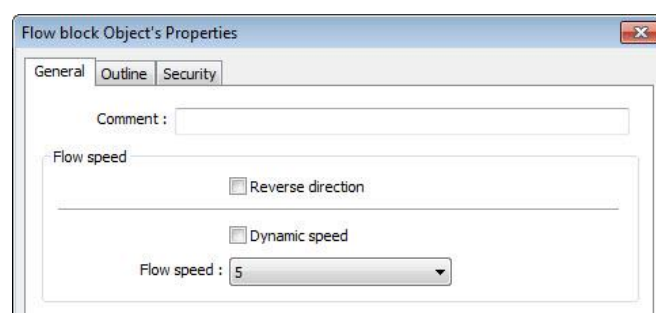 Flow block Object's Properties
General Outline Security
Comment :
Flow speed
Reverse direction
Dynamic speed
Flow speed : 5